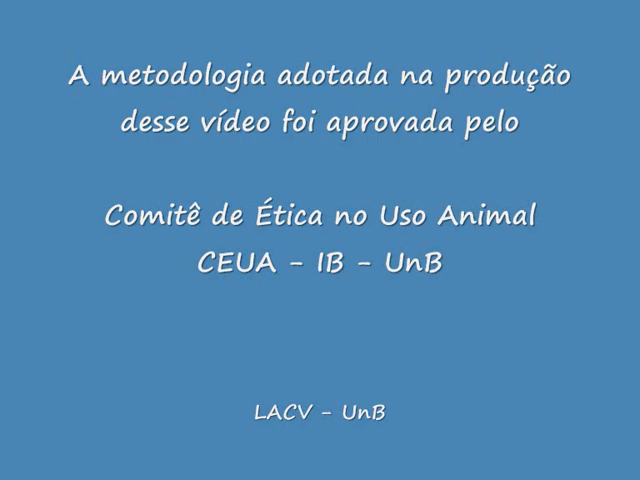 A metodologia adotada na produção
desse vídeo foi aprovada pelo
Comitê de Ética no Uso Animal
CEUA - IB - UnB
LACV - UnB